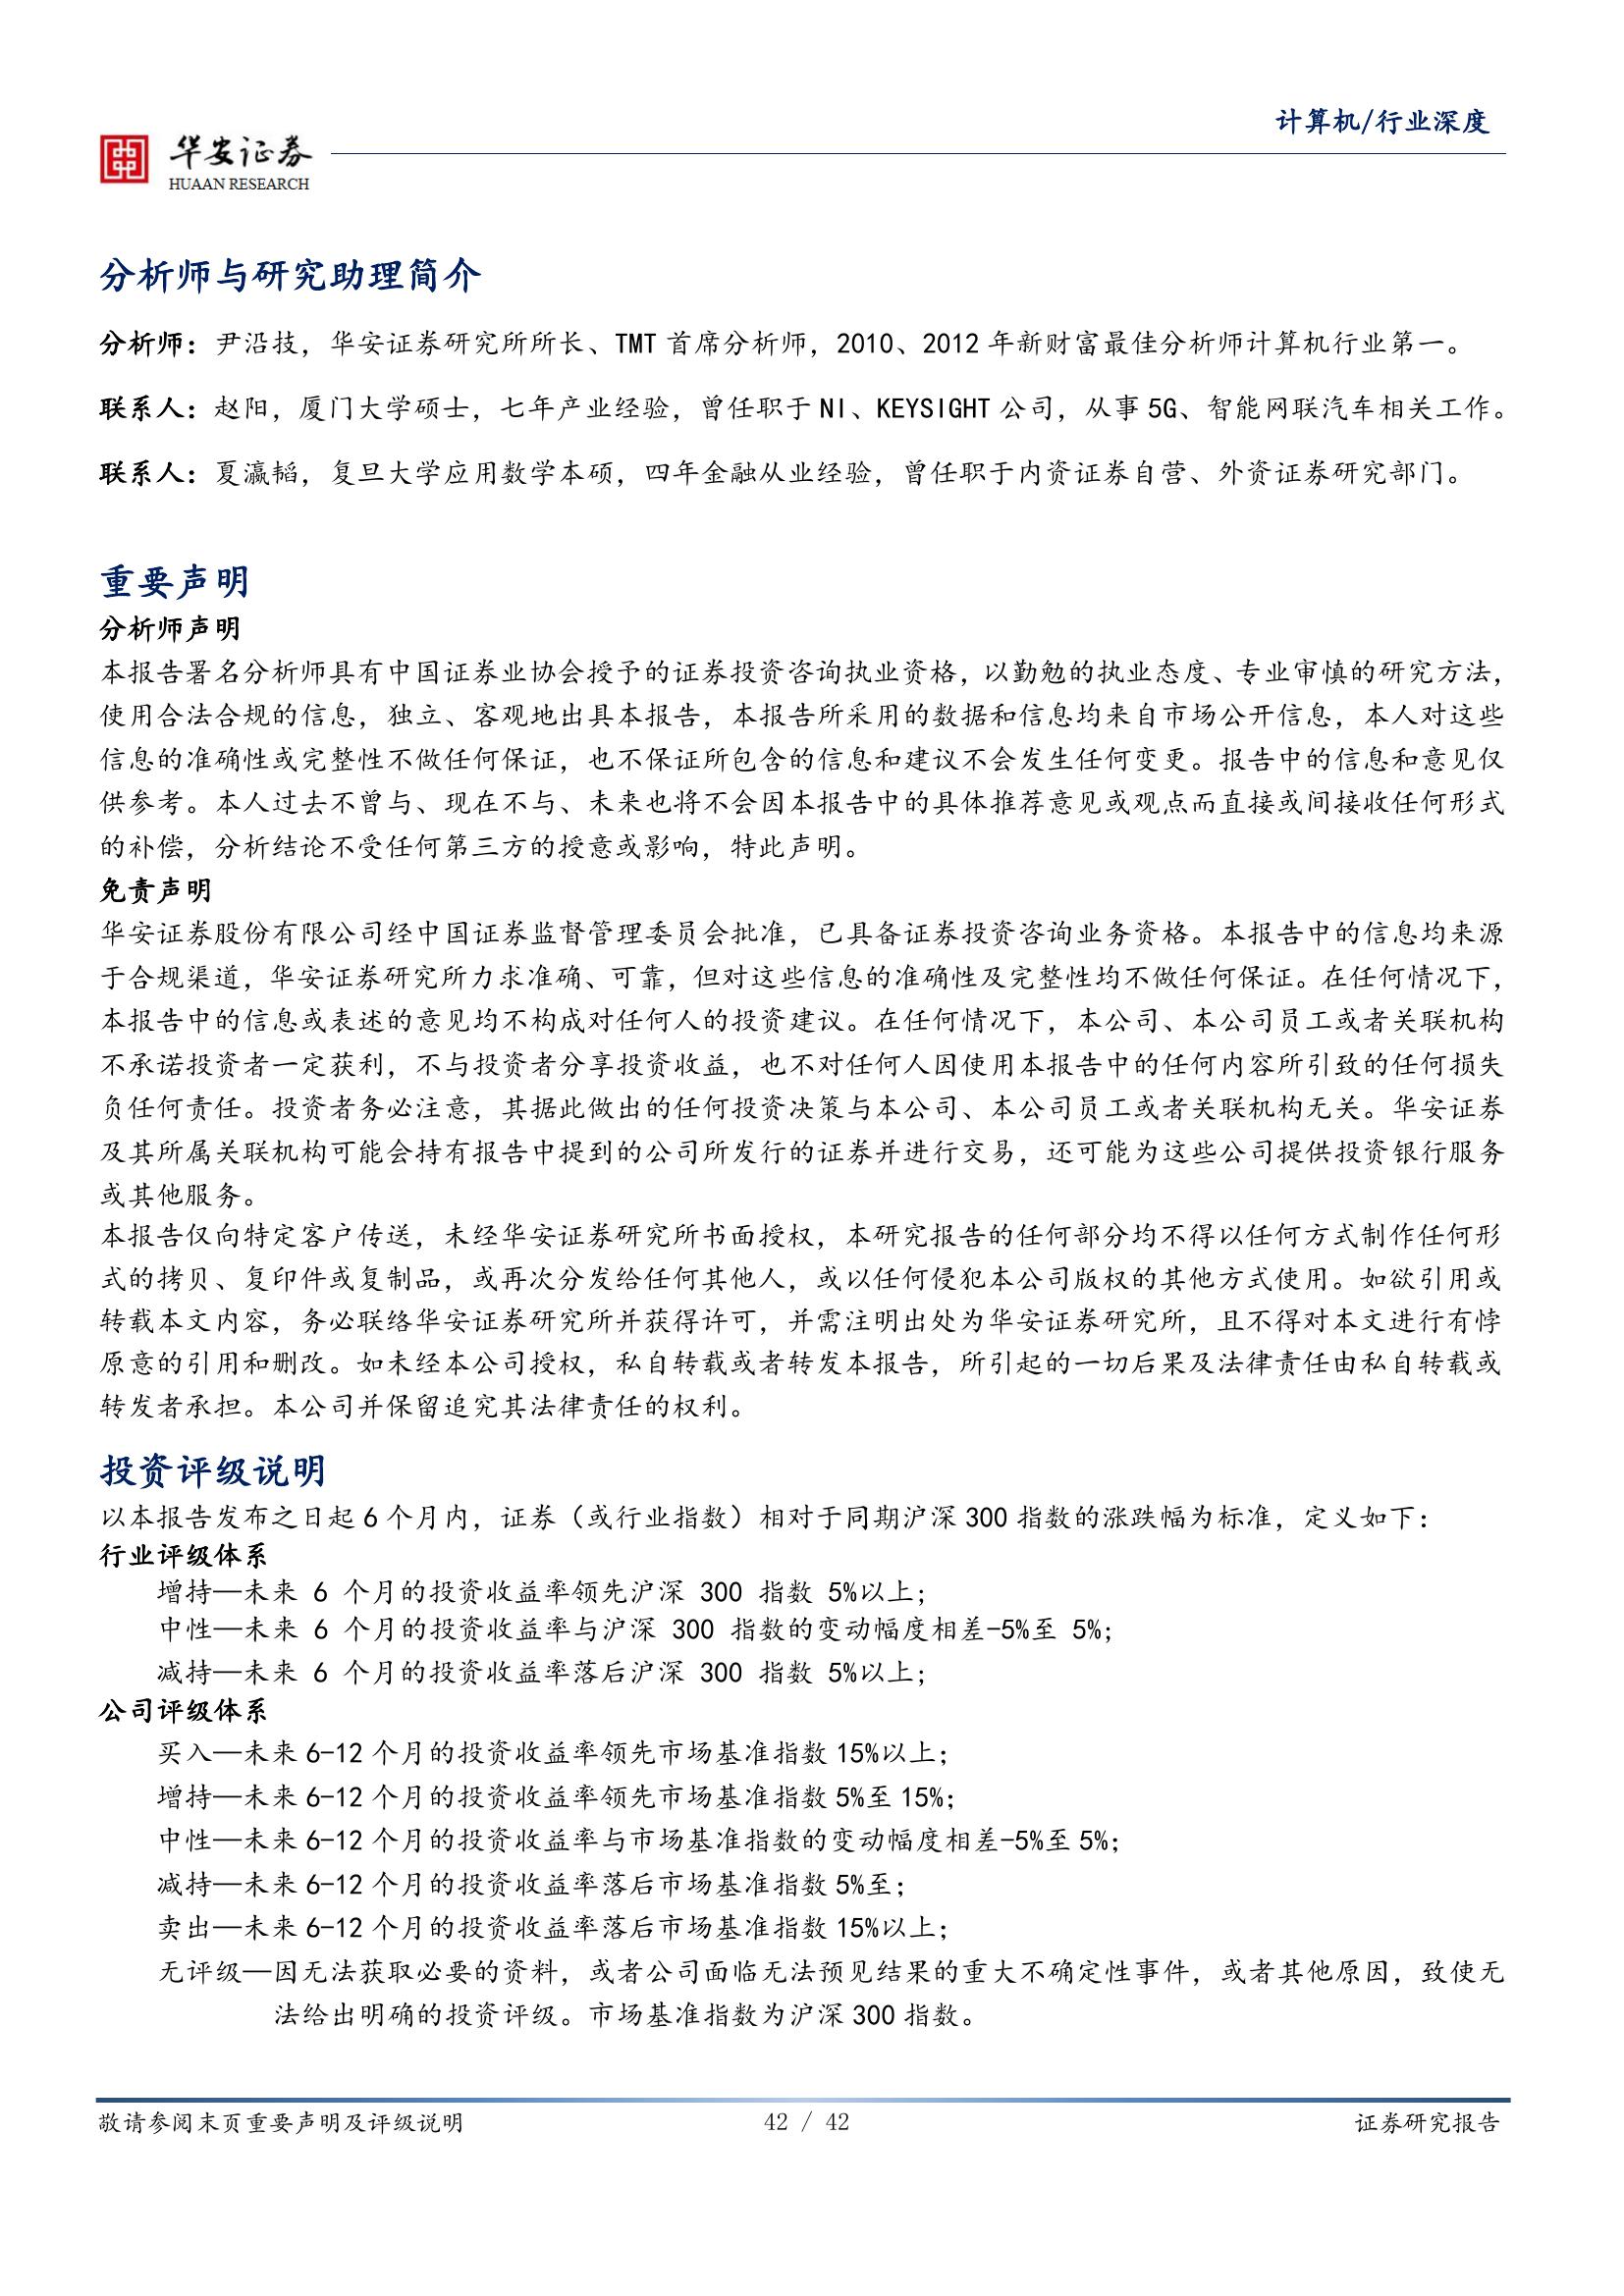 计算机/行业深度
华安证券
HUAAN RESEARCH
分析师与研究助理简介
分析师：尹沿技，华安证券研究所所长、TMT 首席分析师，2010、2012 年新财富最佳分析师计算机行业第一。
联系人：赵阳，厦门大学硕士，七年产业经验，曾任职于 NI、KEYSIGHT 公司，从事 5G、智能网联汽车相关工作。
联系人：夏瀛韬，复旦大学应用数学本硕，四年金融从业经验，曾任职于内资证券自营、外资证券研究部门。
重要声明
分析师声明
本报告署名分析师具有中国证券业协会授予的证券投资咨询执业资格，以勤勉的执业态度、专业审慎的研究方法，
使用合法合规的信息，独立、客观地出具本报告，本报告所采用的数据和信息均来自市场公开信息，本人对这些
信息的准确性或完整性不做任何保证，也不保证所包含的信息和建议不会发生任何变更。报告中的信息和意见仅
供参考。本人过去不曾与、现在不与、未来也将不会因本报告中的具体推荐意见或观点而直接或间接收任何形式
的补偿，分析结论不受任何第三方的授意或影响，特此声明。
免责声明
华安证券股份有限公司经中国证券监督管理委员会批准，已具备证券投资咨询业务资格。本报告中的信息均来源
于合规渠道，华安证券研究所力求准确、可靠，但对这些信息的准确性及完整性均不做任何保证。在任何情况下，
本报告中的信息或表述的意见均不构成对任何人的投资建议。在任何情况下，本公司、本公司员工或者关联机构
不承诺投资者一定获利，不与投资者分享投资收益，也不对任何人因使用本报告中的任何内容所引致的任何损失
负任何责任。投资者务必注意，其据此做出的任何投资决策与本公司、本公司员工或者关联机构无关。华安证券
及其所属关联机构可能会持有报告中提到的公司所发行的证券并进行交易，还可能为这些公司提供投资银行服务
或其他服务。
本报告仅向特定客户传送，未经华安证券研究所书面授权，本研究报告的任何部分均不得以任何方式制作任何形
式的拷贝、复印件或复制品，或再次分发给任何其他人，或以任何侵犯本公司版权的其他方式使用。如欲引用或
转载本文内容，务必联络华安证券研究所并获得许可，并需注明出处为华安证券研究所，且不得对本文进行有悖
原意的引用和删改。如未经本公司授权，私自转载或者转发本报告，所引起的一切后果及法律责任由私自转载或
转发者承担。本公司并保留追究其法律责任的权利。
投资评级说明
以本报告发布之日起 6 个月内，证券（或行业指数）相对于同期沪深 300 指数的涨跌幅为标准，定义如下：
行业评级体系
增持—未来 6 个月的投资收益率领先沪深 300 指数 5%以上;
中性—未来 6 个月的投资收益率与沪深 300 指数的变动幅度相差-5%至 5%;
减持—未来 6 个月的投资收益率落后沪深 300 指数 5%以上;
公司评级体系
买入—未来 6-12 个月的投资收益率领先市场基准指数 15%以上;
增持—未来 6-12 个月的投资收益率领先市场基准指数 5%至 15%;
中性—未来 6-12 个月的投资收益率与市场基准指数的变动幅度相差-5%至 5%;
减持—未来 6-12 个月的投资收益率落后市场基准指数 5%至;
卖出—未来 6-12 个月的投资收益率落后市场基准指数 15%以上;
无评级—因无法获取必要的资料，或者公司面临无法预见结果的重大不确定性事件，或者其他原因，致使无
法给出明确的投资评级。市场基准指数为沪深 300 指数。
敬请参阅末页重要声明及评级说明
42 / 42
证券研究报告